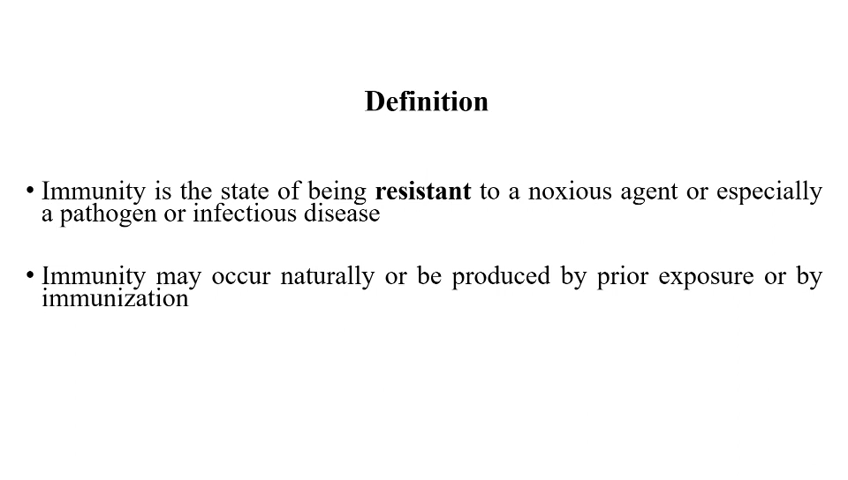 Definition
• Immunity is the state of being resistant to a noxious agent or especially
a pathogen or infectious disease
• Immunity may occur naturally or be produced by prior exposure or by
immunization